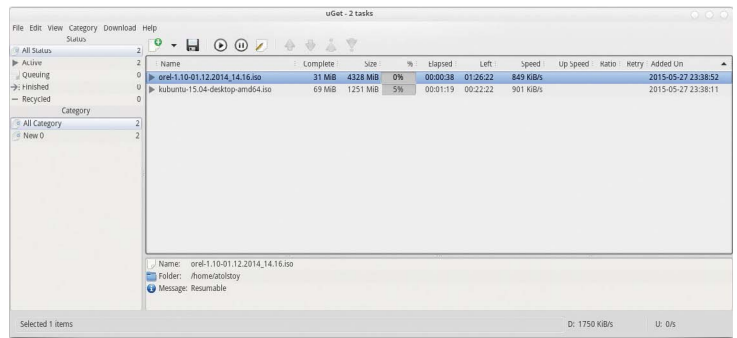 uGet - 2 tasks
File Edit View Category Download Help
Status
All Status 2
Active 2
Queuing 0
Finished 0
Recycled 0
Category
All Category 2
New 0 2
Name Complete Size % Elapsed Left Speed Up Speed Ratio Retry Added On
orel-1.10-01.12.2014_14.16.iso 31 MiB 4328 MiB 0% 00:00:38 01:26:22 849 KiB/s 2015-05-27 23:38:52
kubuntu-15.04-desktop-amd64.iso 69 MiB 1251 MiB 5% 00:01:19 00:22:22 901 KiB/s 2015-05-27 23:38:11
Name: orel-1.10-01.12.2014_14.16.iso
Folder: /home/atolstoy
Message: Resumable
Selected 1 items D: 1750 KiB/s U: 0/s